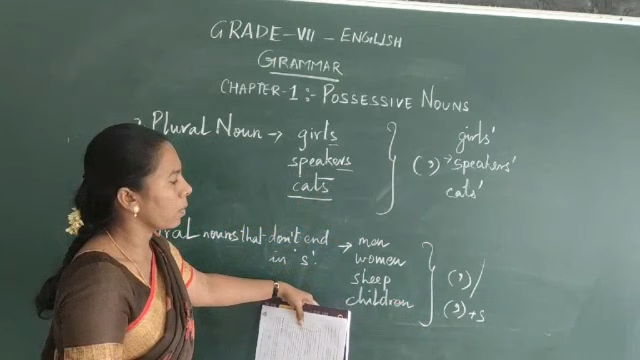 GRADE-VII - ENGLISH
GRAMMAR
CHAPTER-1:- POSSESSIVE NOUNS
Plural Noun → girls
speakers
cats
(,) → girls'
speakers'
cats'
nouns that don't end in 's'. → men
women
sheep
children
(,) /
(,)+s